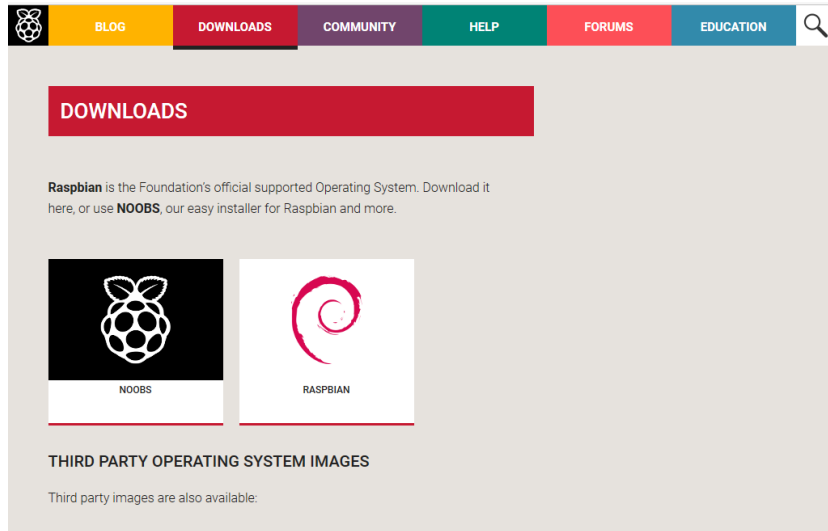 BLOG DOWNLOADS COMMUNITY HELP FORUMS EDUCATION
DOWNLOADS
Raspbian is the Foundation's official supported Operating System. Download it
here, or use NOOBS, our easy installer for Raspbian and more.
NOOBS RASPBIAN
THIRD PARTY OPERATING SYSTEM IMAGES
Third party images are also available: